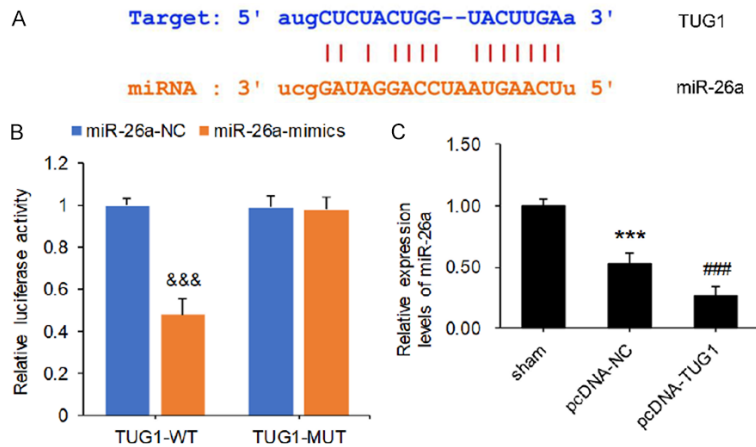 A
Target: 5' augCUCUACUGG--UACUUGAa 3' TUG1
miRNA : 3' ucgGAUAGGACCUAAUGAACUu 5' miR-26a
B
miR-26a-NC miR-26a-mimics
Relative luciferase activity
1.2
1
0.8
0.6
0.4
0.2
0
&&&
TUG1-WT TUG1-MUT
C
Relative expression
levels of miR-26a
1.50
1.00
0.50
0.00
***
###
sham
pcDNA-NC
pcDNA-TUG1